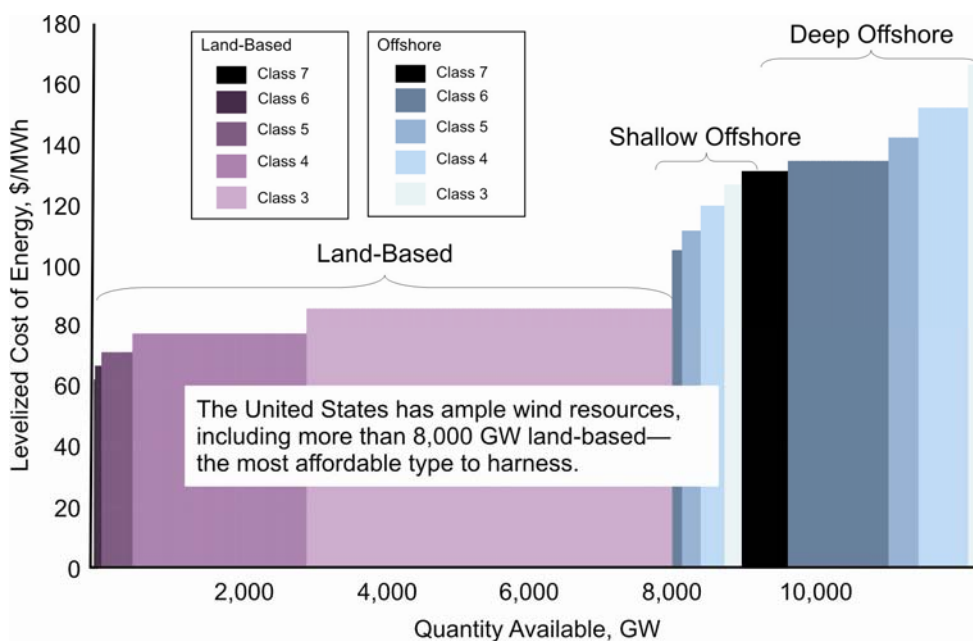 180
160
140
120
100
80
60
40
20
0
Levelized Cost of Energy, $/MWh
Land-Based
Class 7
Class 6
Class 5
Class 4
Class 3
Offshore
Class 7
Class 6
Class 5
Class 4
Class 3
Deep Offshore
Shallow Offshore
Land-Based
The United States has ample wind resources,
including more than 8,000 GW land-based—
the most affordable type to harness.
2,000
4,000
6,000
8,000
10,000
Quantity Available, GW